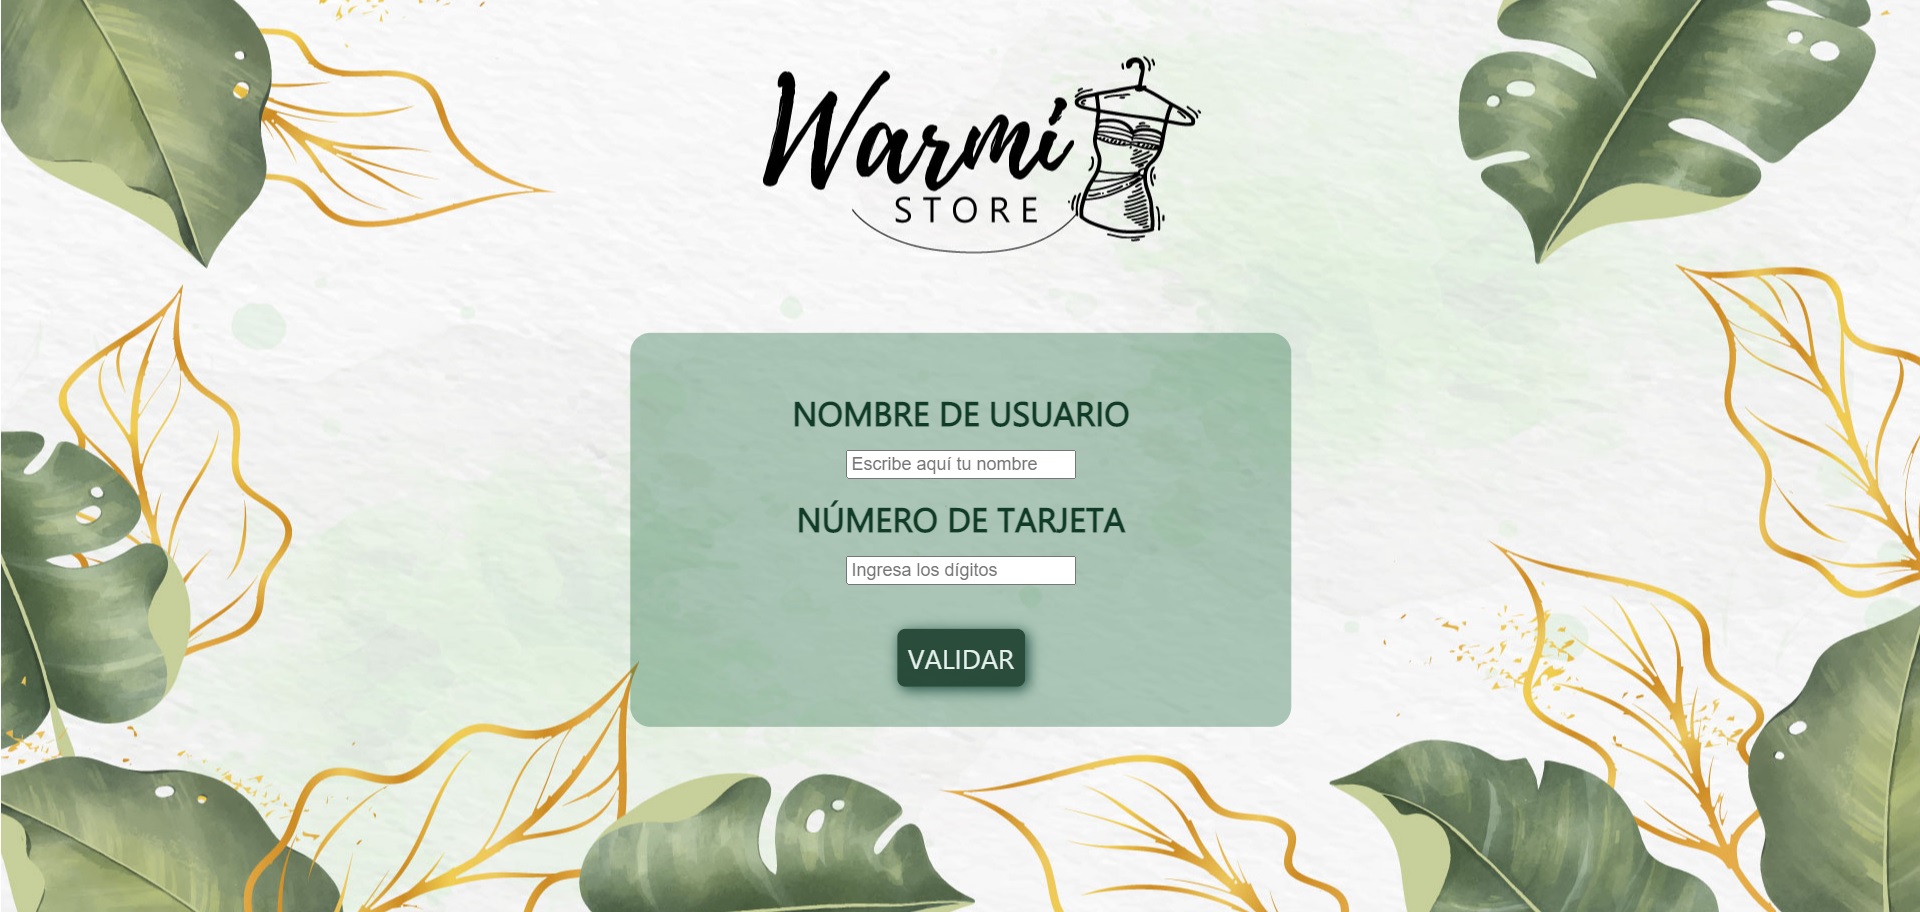 Warmi
STORE
NOMBRE DE USUARIO
Escribe aquí tu nombre
NÚMERO DE TARJETA
Ingresa los dígitos
VALIDAR